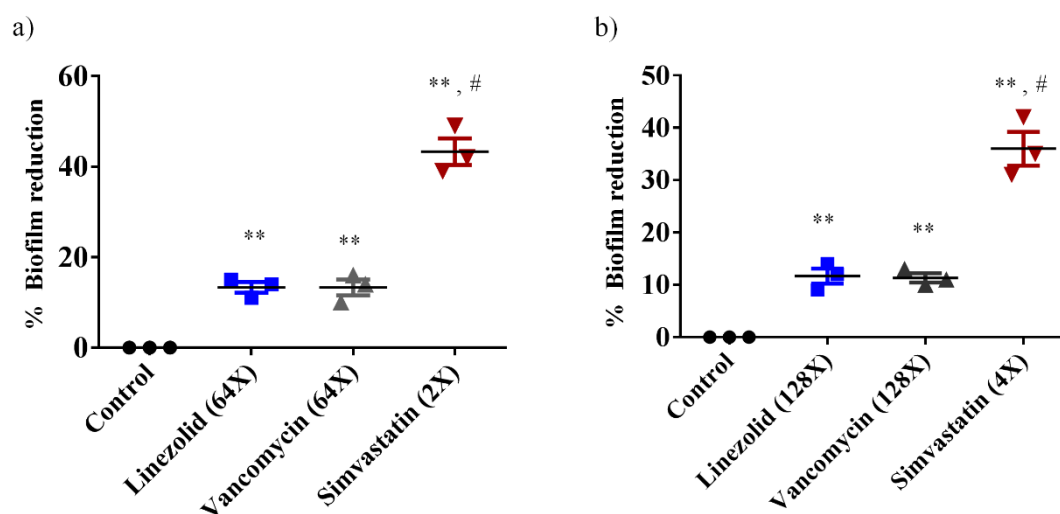 a)
% Biofilm reduction
60
40
20
0
** , #
**
**
Control
Linezolid (64X)
Vancomycin (64X)
Simvastatin (2X)
b)
% Biofilm reduction
50
40
30
20
10
0
** , #
**
**
Control
Linezolid (128X)
Vancomycin (128X)
Simvastatin (4X)